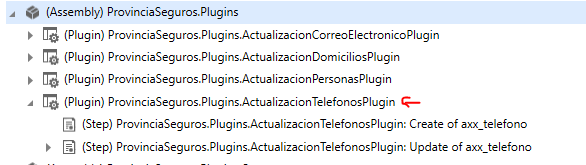 (Assembly) ProvinciaSeguros.Plugins
(Plugin) ProvinciaSeguros.Plugins.ActualizacionCorreoElectronicoPlugin
(Plugin) ProvinciaSeguros.Plugins.ActualizacionDomiciliosPlugin
(Plugin) ProvinciaSeguros.Plugins.ActualizacionPersonasPlugin
(Plugin) ProvinciaSeguros.Plugins.ActualizacionTelefonosPlugin
(Step) ProvinciaSeguros.Plugins.ActualizacionTelefonosPlugin: Create of axx_telefono
(Step) ProvinciaSeguros.Plugins.ActualizacionTelefonosPlugin: Update of axx_telefono